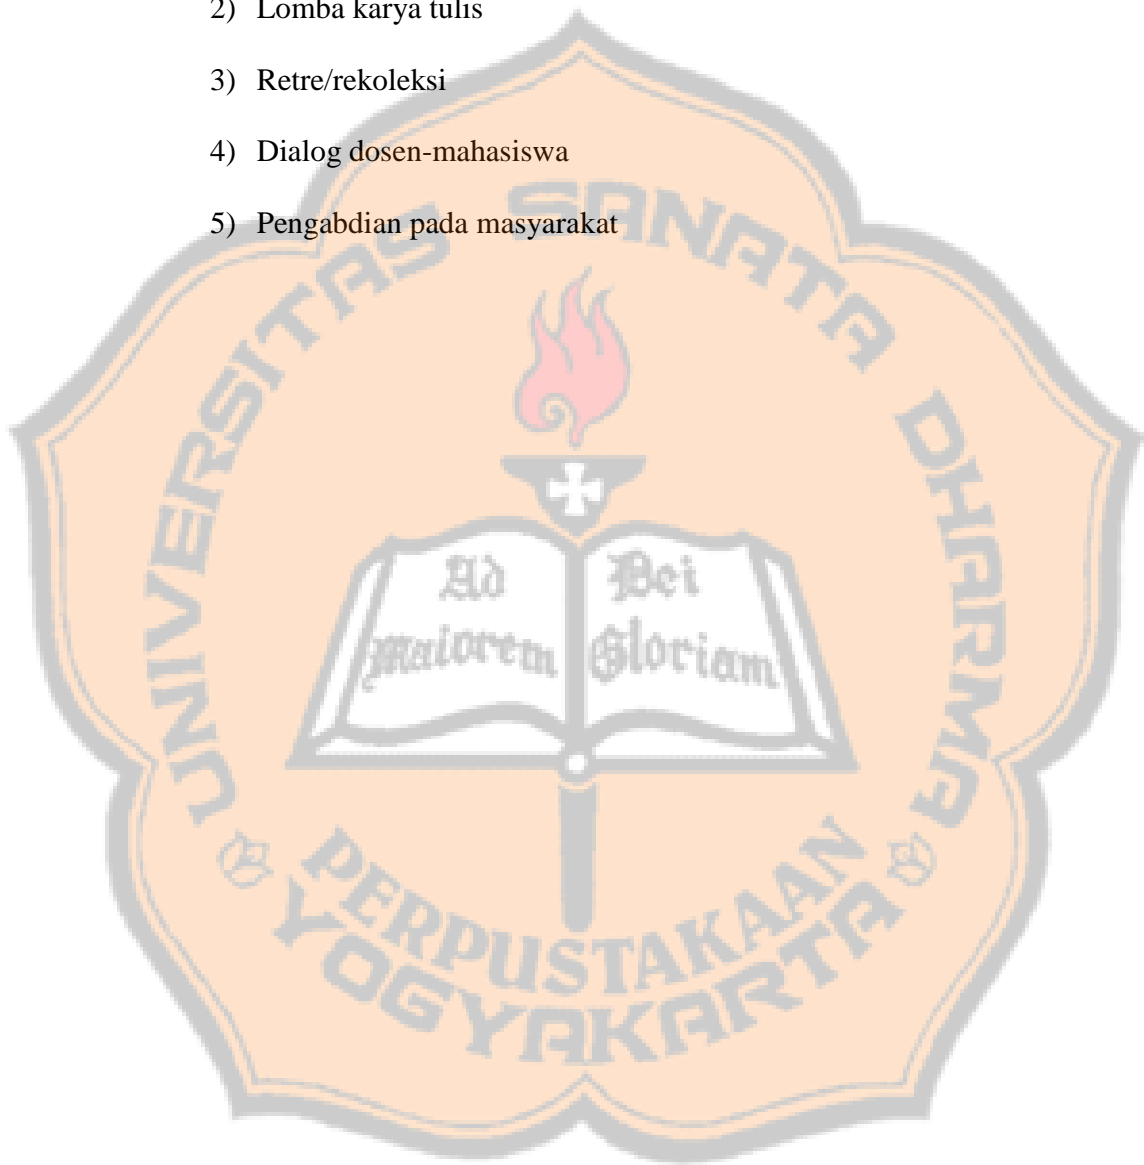 2) Lomba karya tulis
3) Retre/rekoleksi
4) Dialog dosen-mahasiswa
5) Pengabdian pada masyarakat
UNIVERSITAS SANATA DHARMA
Ad Dei
Maiorem Gloriam
PERPUSTAKAAN
YOGYAKARTA